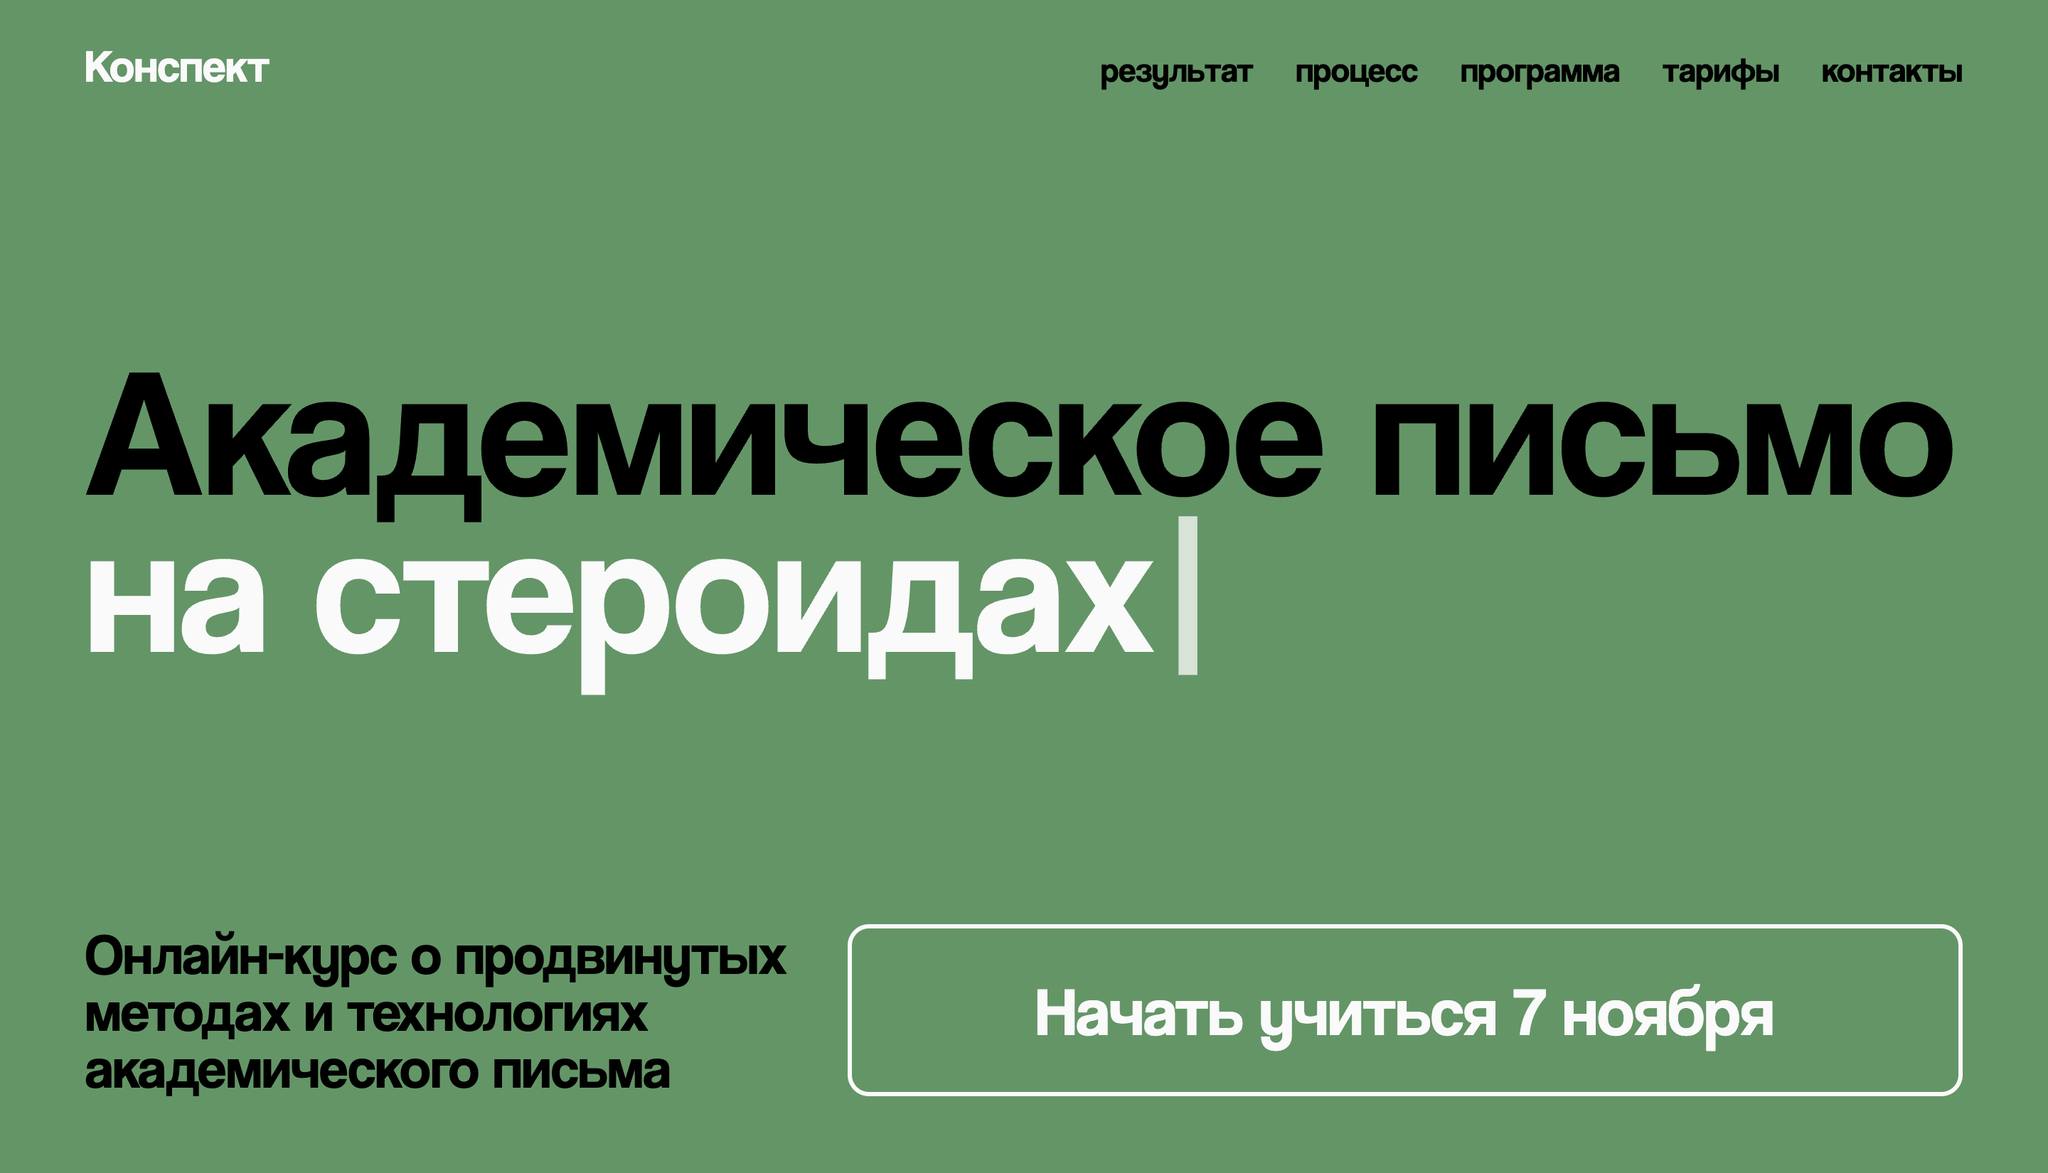 Конспект
результат процесс программа тарифы контакты
Академическое письмо
на стероидах
Онлайн-курс о продвинутых
методах и технологиях
академического письма
Начать учиться 7 ноября